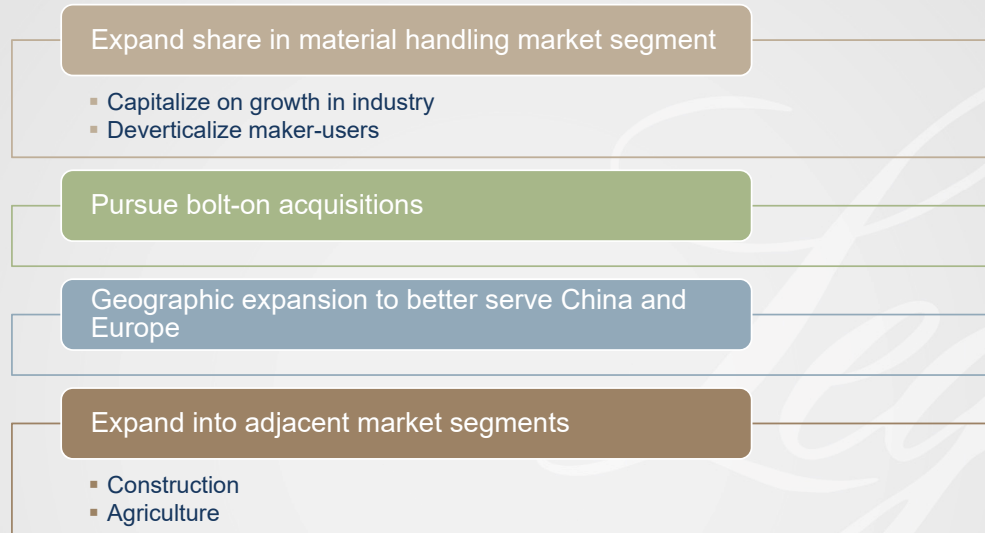 Expand share in material handling market segment
▪ Capitalize on growth in industry
▪ Deverticalize maker-users
Pursue bolt-on acquisitions
Geographic expansion to better serve China and
Europe
Expand into adjacent market segments
▪ Construction
▪ Agriculture